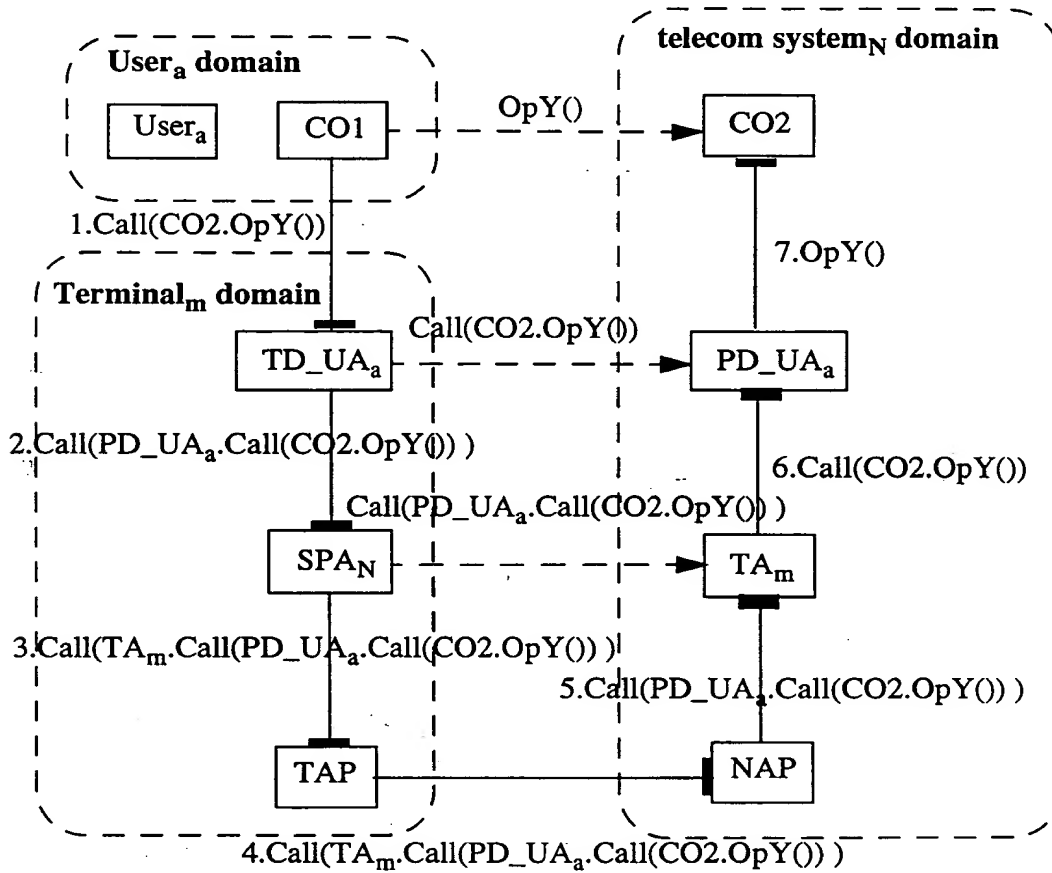 User_a domain
telecom system_N domain
User_a
CO1
OpY()
CO2
1.Call(CO2.OpY())
7.OpY()
Terminal_m domain
Call(CO2.OpY())
TD_UA_a
PD_UA_a
2.Call(PD_UA_a.Call(CO2.OpY()) )
6.Call(CO2.OpY())
Call(PD_UA_a.Call(CO2.OpY()) )
SPA_N
TA_m
3.Call(TA_m.Call(PD_UA_a.Call(CO2.OpY()) )
5.Call(PD_UA_a.Call(CO2.OpY()) )
TAP
NAP
4.Call(TA_m.Call(PD_UA_a.Call(CO2.OpY()) )